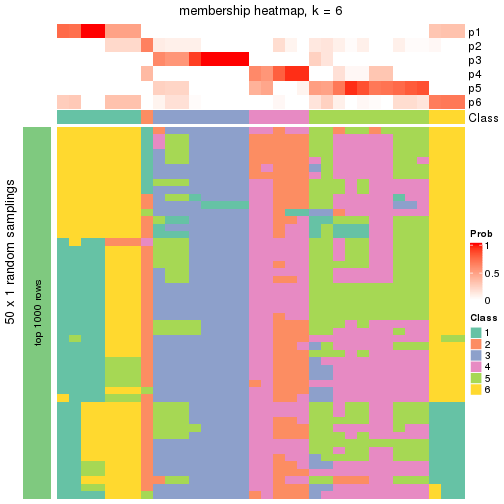 membership heatmap, k = 6
p1
p2
p3
p4
p5
p6
Class
50 x 1 random samplings
top 1000 rows
Prob
1
0.5
0
Class
1
2
3
4
5
6